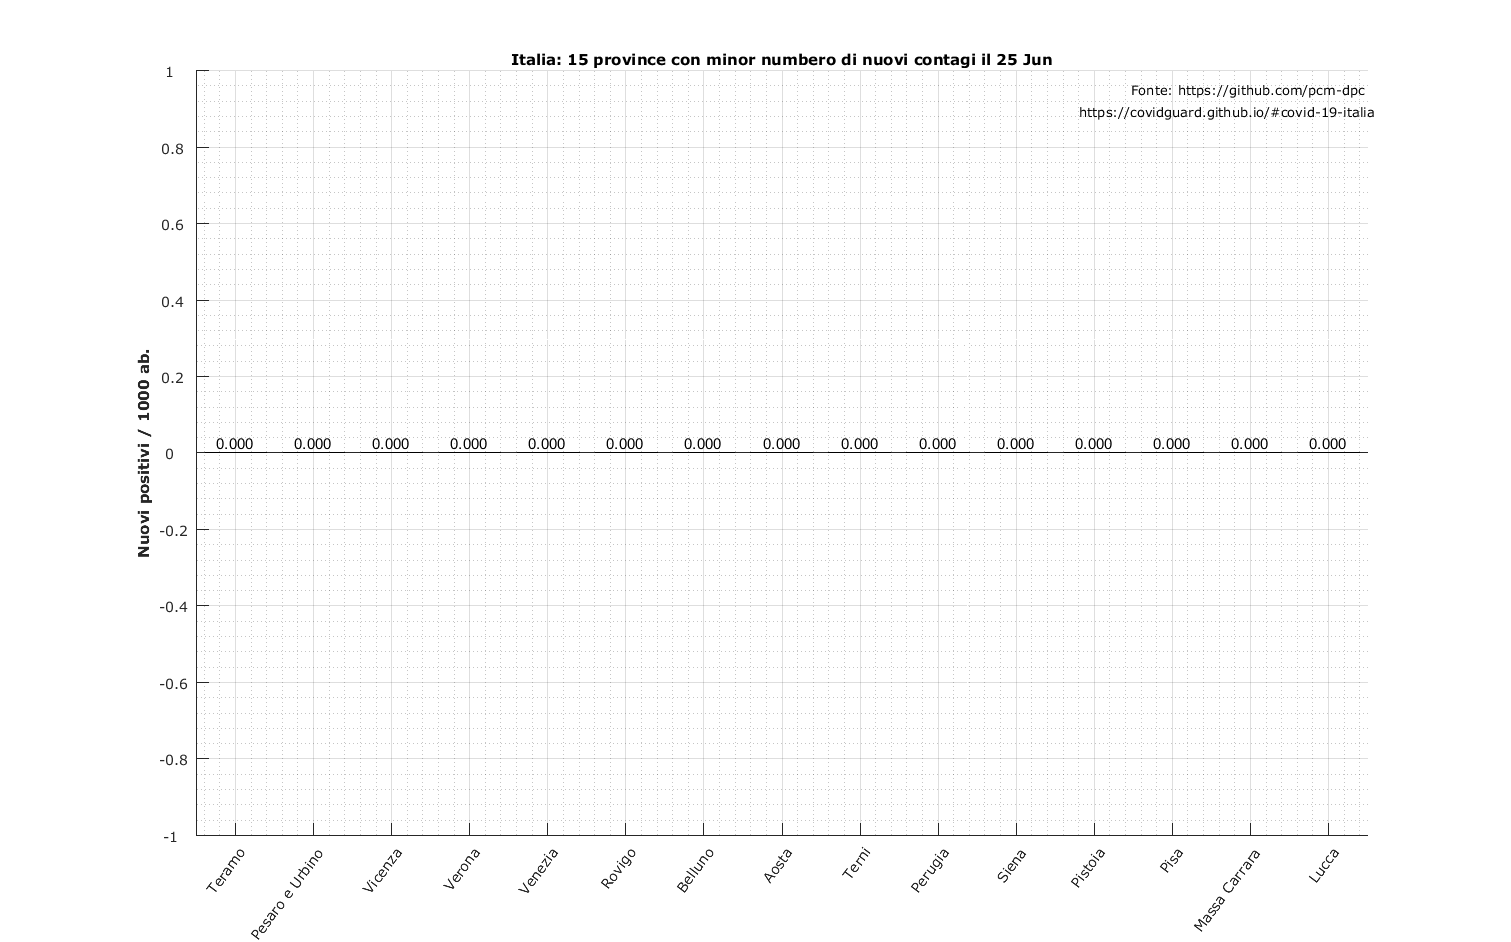 Italia: 15 province con minor numbero di nuovi contagi il 25 Jun
Fonte: https://github.com/pcm-dpc
https://covidguard.github.io/#covid-19-italia
Nuovi positivi / 1000 ab.
1
0.8
0.6
0.4
0.2
0
-0.2
-0.4
-0.6
-0.8
-1
0.000 0.000 0.000 0.000 0.000 0.000 0.000 0.000 0.000 0.000 0.000 0.000 0.000 0.000 0.000
Teramo
Pesaro e Urbino
Vicenza
Verona
Venezia
Rovigo
Belluno
Aosta
Terni
Perugia
Siena
Pistoia
Pisa
Massa Carrara
Lucca